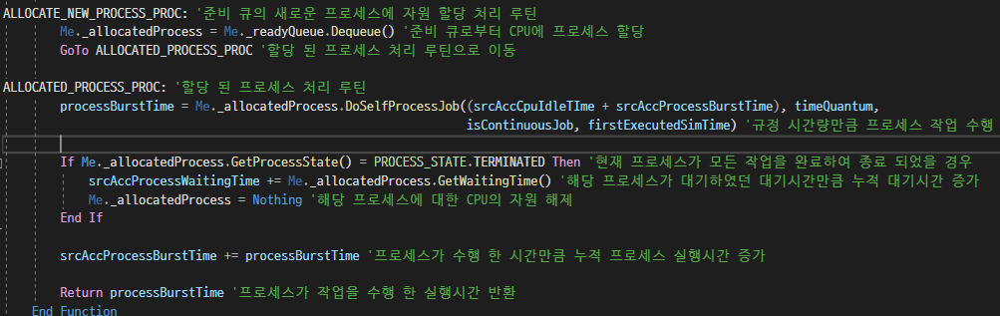 ALLOCATE_NEW_PROCESS_PROC: '준비 큐의 새로운 프로세스에 자원 할당 처리 루틴
Me._allocatedProcess = Me._readyQueue.Dequeue() '준비 큐로부터 CPU에 프로세스 할당
GoTo ALLOCATED_PROCESS_PROC '할당 된 프로세스 처리 루틴으로 이동
ALLOCATED_PROCESS_PROC: '할당 된 프로세스 처리 루틴
processBurstTime = Me._allocatedProcess.DoSelfProcessJob((srcAccCpuIdleTIme + srcAccProcessBurstTime), timeQuantum,
isContinuousJob, firstExecutedSimTime) '규정 시간량만큼 프로세스 작업 수행
If Me._allocatedProcess.GetProcessState() = PROCESS_STATE.TERMINATED Then '현재 프로세스가 모든 작업을 완료하여 종료 되었을 경우
srcAccProcessWaitingTime += Me._allocatedProcess.GetWaitingTime() '해당 프로세스가 대기하였던 대기시간만큼 누적 대기시간 증가
Me._allocatedProcess = Nothing '해당 프로세스에 대한 CPU의 자원 해제
End If
srcAccProcessBurstTime += processBurstTime '프로세스가 수행 한 시간만큼 누적 프로세스 실행시간 증가
Return processBurstTime '프로세스가 작업을 수행 한 실행시간 반환
End Function